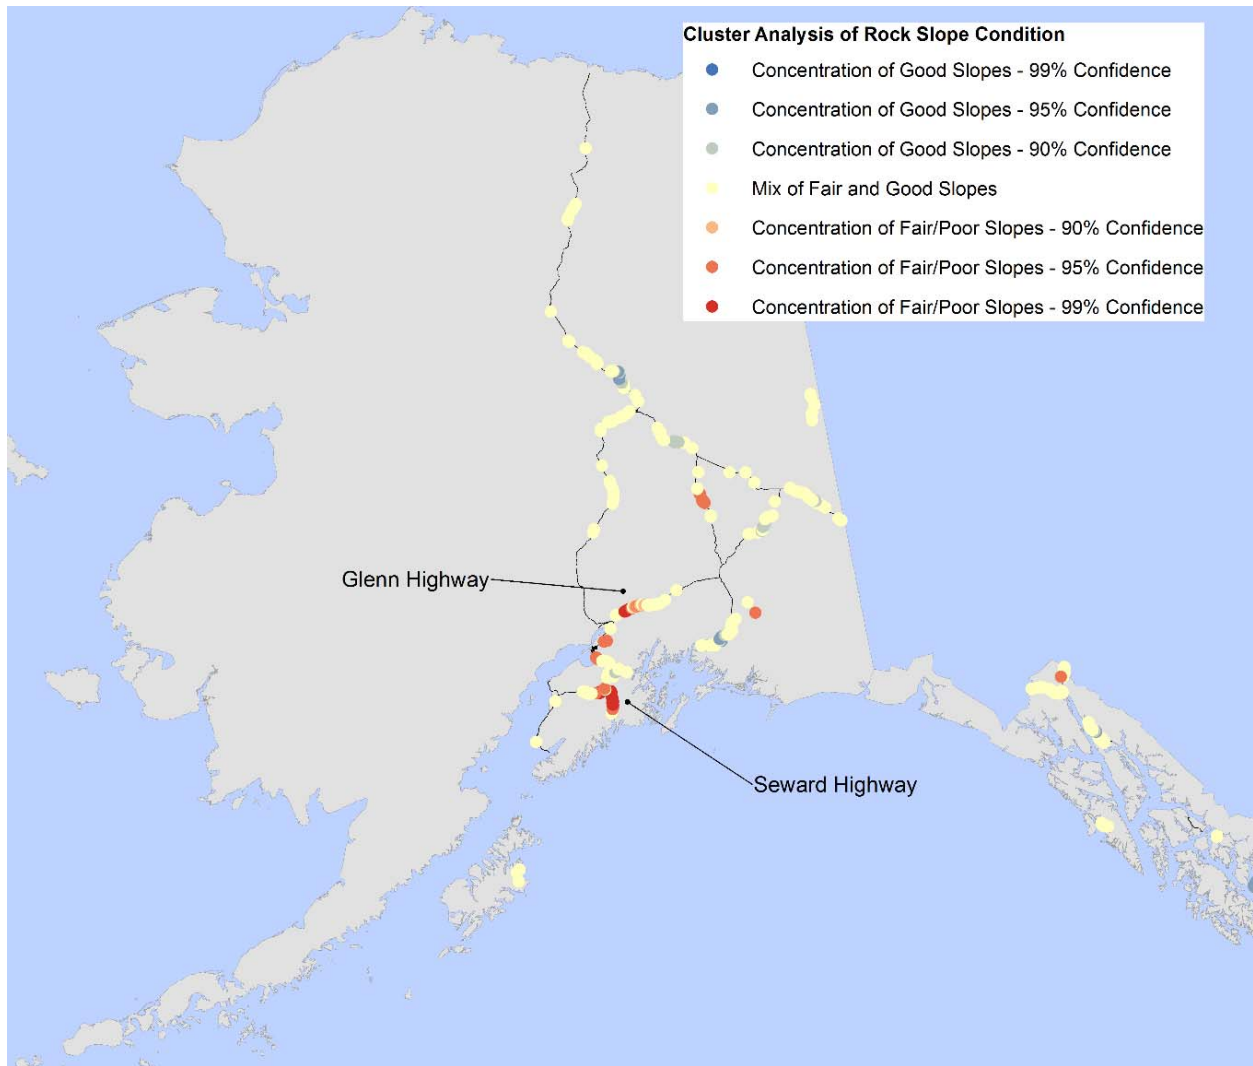 Cluster Analysis of Rock Slope Condition
Concentration of Good Slopes - 99% Confidence
Concentration of Good Slopes - 95% Confidence
Concentration of Good Slopes - 90% Confidence
Mix of Fair and Good Slopes
Concentration of Fair/Poor Slopes - 90% Confidence
Concentration of Fair/Poor Slopes - 95% Confidence
Concentration of Fair/Poor Slopes - 99% Confidence
Glenn Highway
Seward Highway